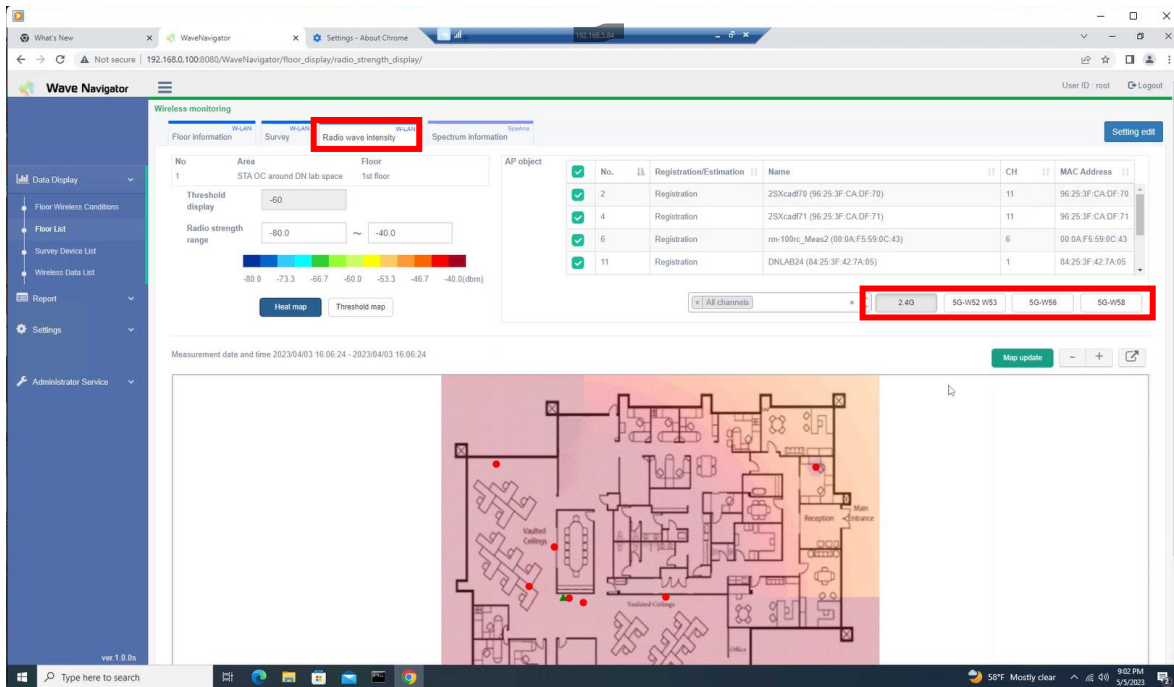 What's New
WaveNavigator
Settings - About Chrome
192.168.5.84
Not secure
192.168.0.100:8080/WaveNavigator/floor_display/radio_strength_display/
Wave Navigator
User ID : root
Logout
Wireless monitoring
W-LAN
Floor information
W-LAN
Survey
W-LAN
Radio wave intensity
SpeAna
Spectrum information
Setting edit
Data Display
Floor Wireless Conditions
Floor List
Survey Device List
Wireless Data List
Report
Settings
Administrator Service
ver.1.0.0s
No Area Floor
1 STA OC around DN lab space 1st floor
Threshold
display
-60
Radio strength
range
-80.0 ~ -40.0
-80.0 -73.3 -66.7 -60.0 -53.3 -46.7 -40.0(dbm)
Heat map Threshold map
AP object
No. Registration/Estimation Name CH MAC Address
2 Registration 2SXcadf70 (96:25:3F:CA:DF:70) 11 96:25:3F:CA:DF:70
4 Registration 2SXcadf71 (96:25:3F:CA:DF:71) 11 96:25:3F:CA:DF:71
6 Registration rm-100rc_Meas2 (00:0A:F5:59:0C:43) 6 00:0A:F5:59:0C:43
11 Registration DNLAB24 (84:25:3F:42:7A:05) 1 84:25:3F:42:7A:05
× All channels ×
2.4G 5G-W52 W53 5G-W56 5G-W58
Measurement date and time 2023/04/03 16:06:24 - 2023/04/03 16:06:24
Map update - +
Vaulted
Ceilings
Reception
Main
Entrance
Vaulted Ceilings
Office
Type here to search
58°F Mostly clear
9:02 PM
5/5/2023